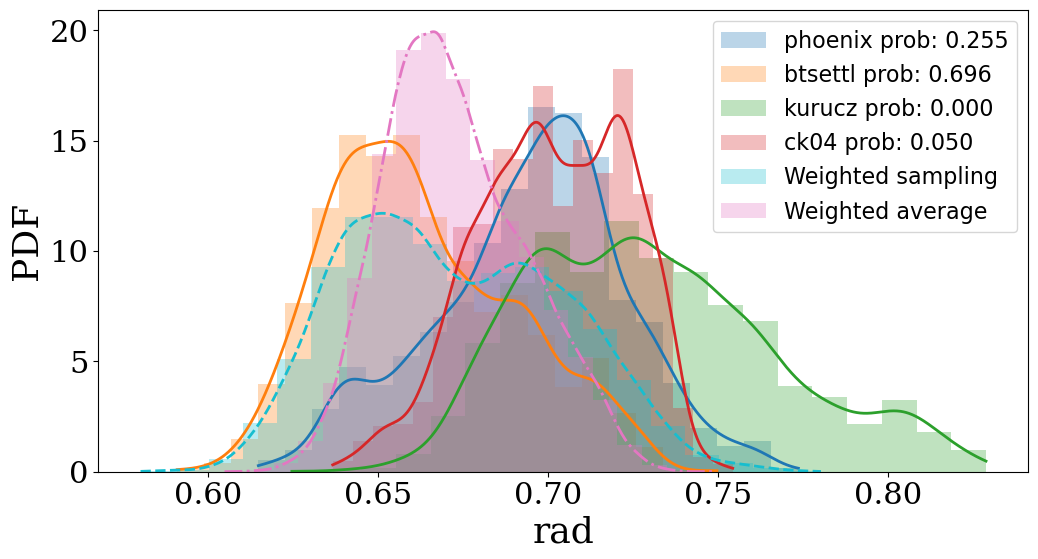 20
15
10
5
0
PDF
phoenix prob: 0.255
btsettl prob: 0.696
kurucz prob: 0.000
ck04 prob: 0.050
Weighted sampling
Weighted average
0.60 0.65 0.70 0.75 0.80
rad